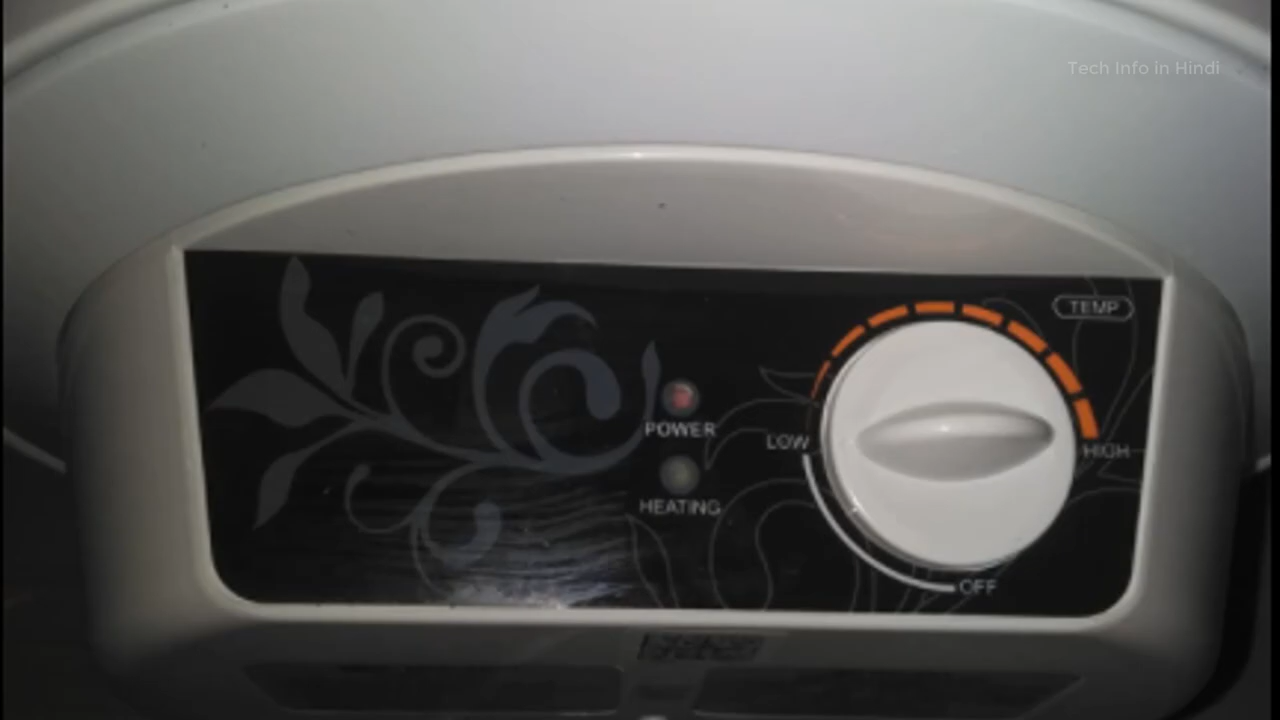 Tech Info in Hindi
TEMP
POWER
LOW
HIGH
HEATING
OFF